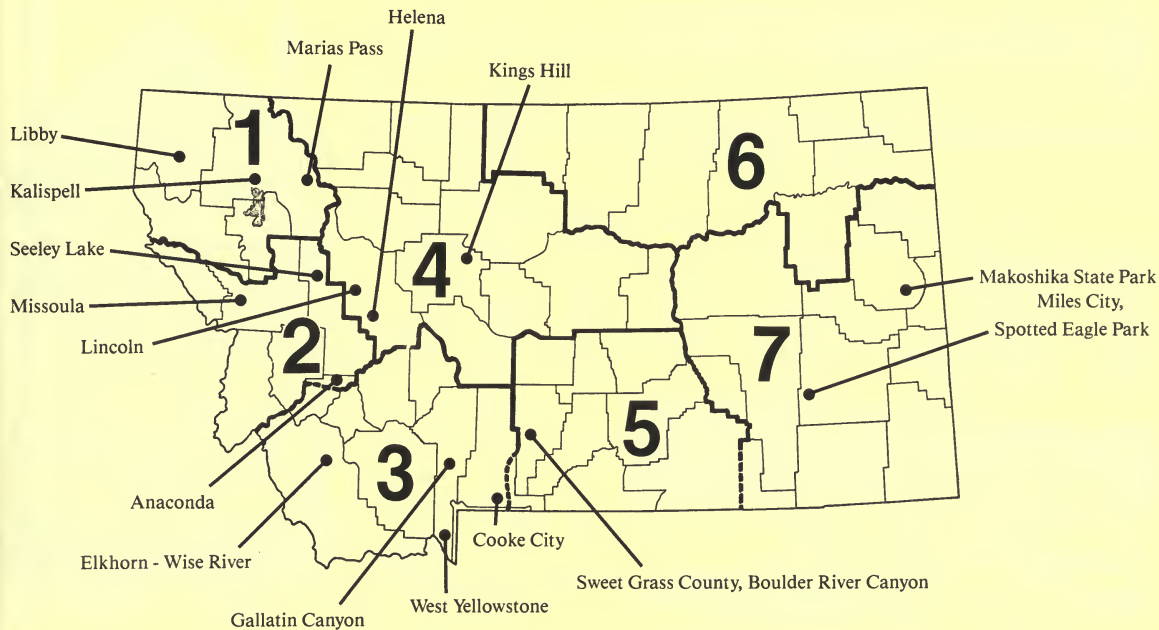 Helena
Marias Pass
Kings Hill
Libby
1
6
Kalispell
Seeley Lake
4
Makoshika State Park
Miles City,
Missoula
Spotted Eagle Park
Lincoln
2
7
5
3
Anaconda
Cooke City
Elkhorn - Wise River
Sweet Grass County, Boulder River Canyon
West Yellowstone
Gallatin Canyon